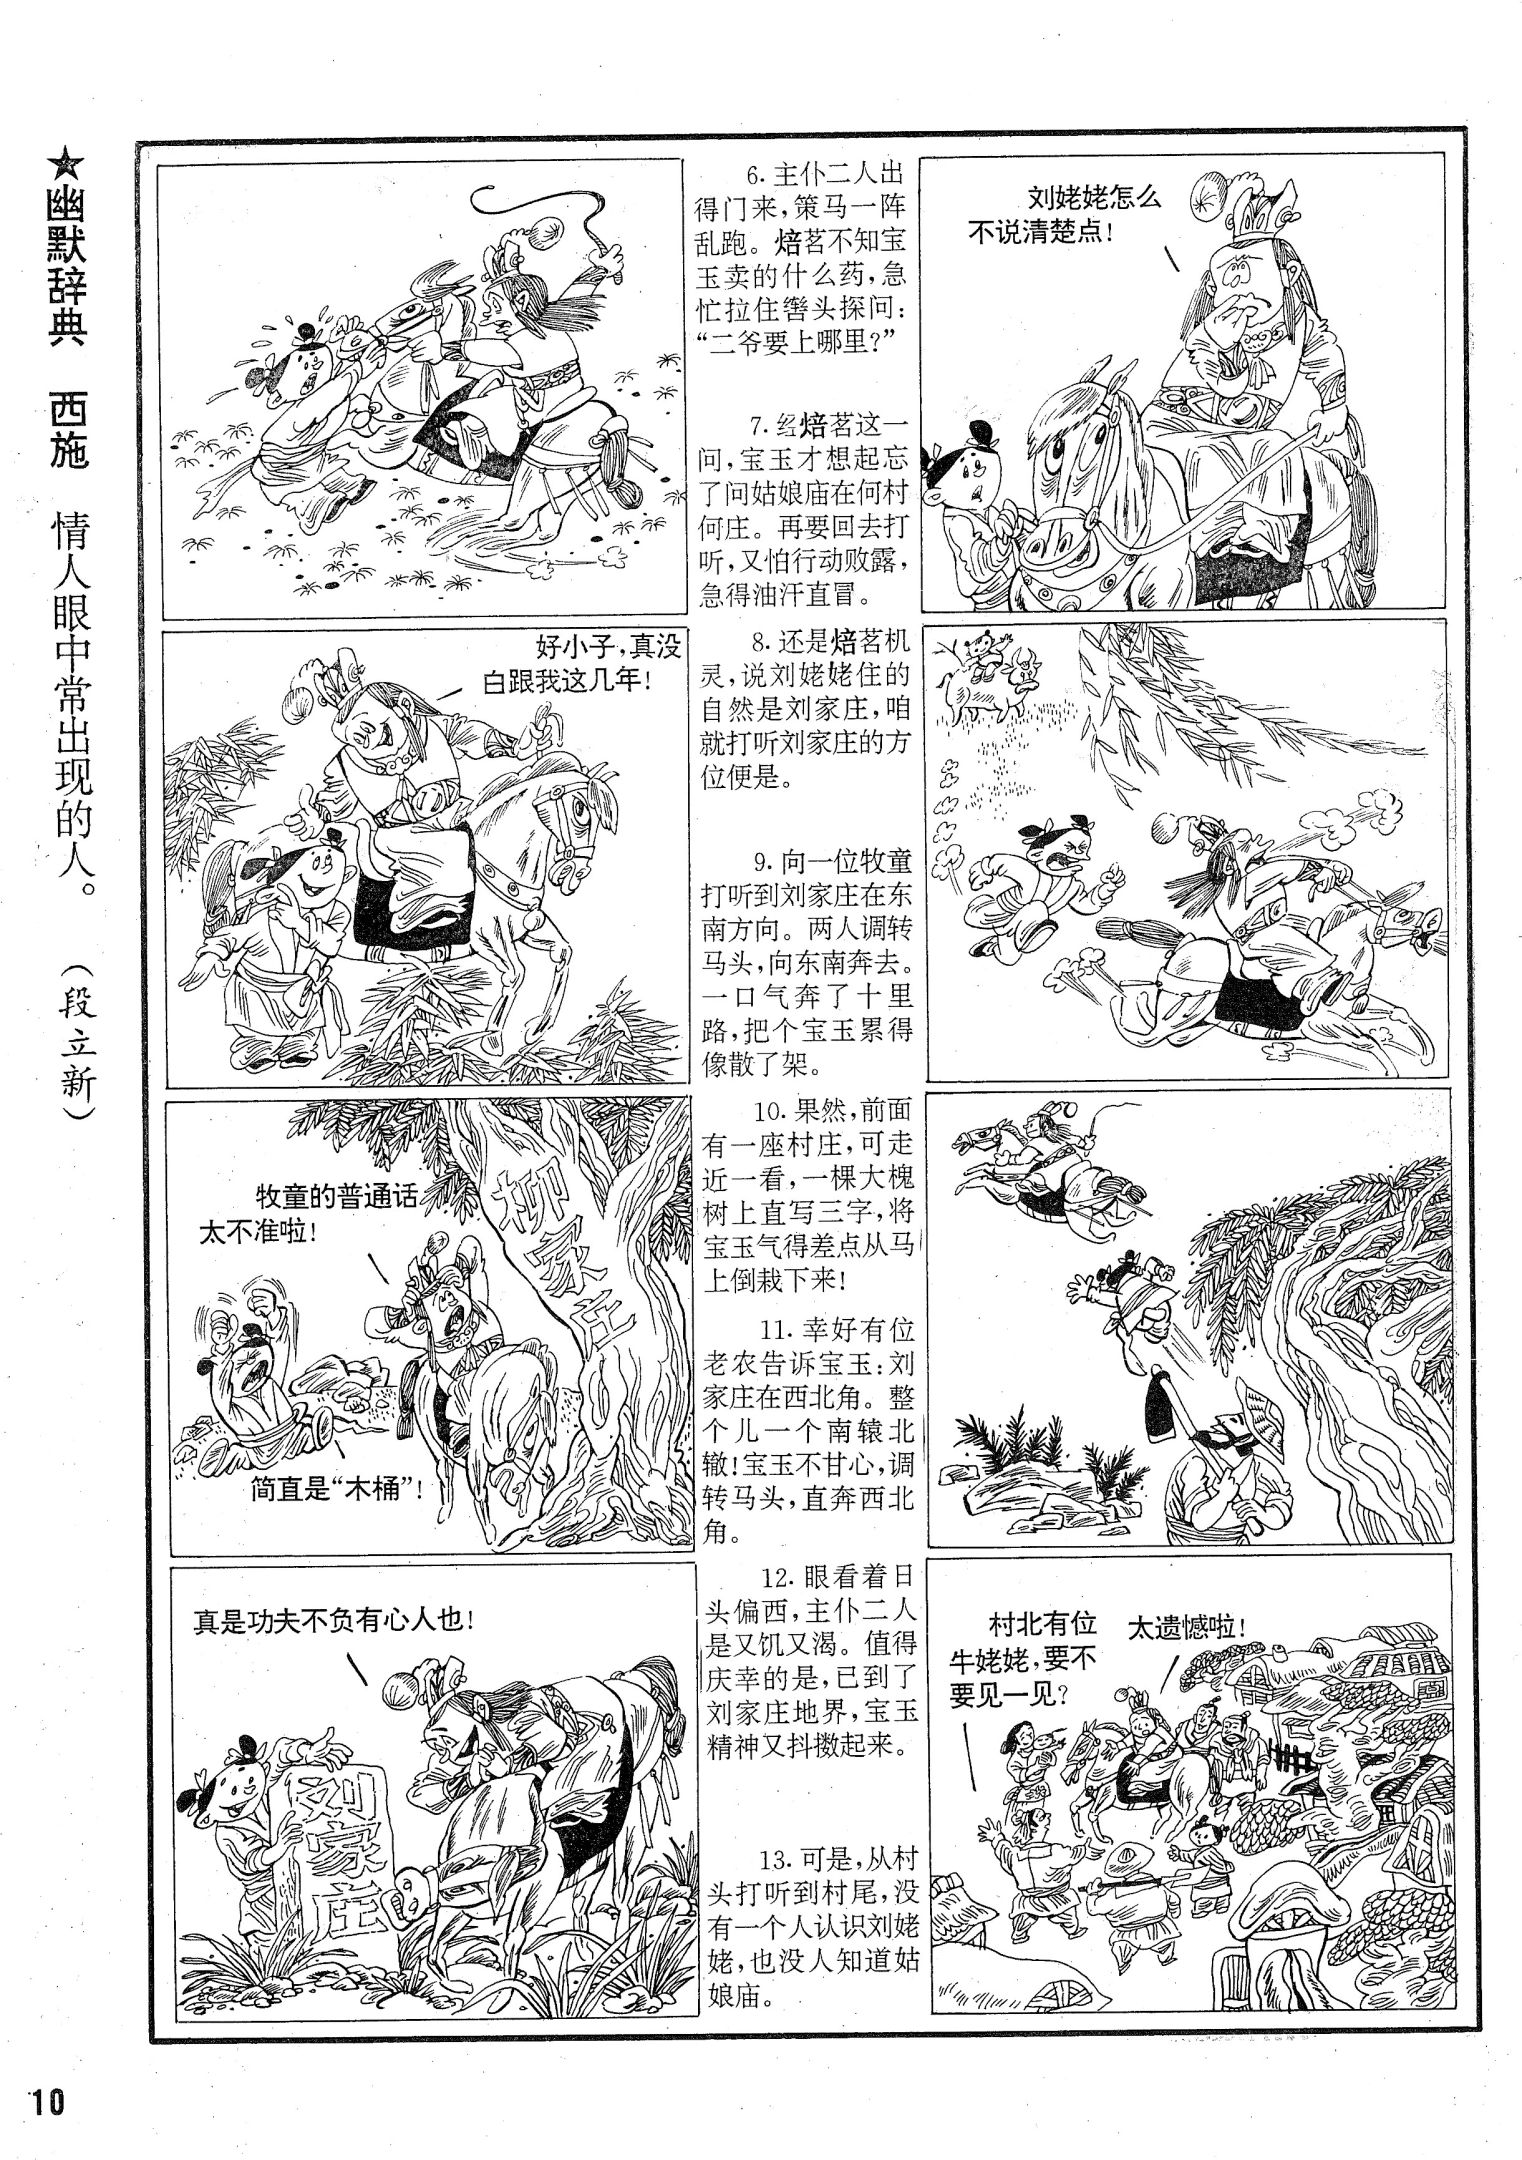 ★幽默辞典　西施　情人眼中常出现的人。（段立新）
6. 主仆二人出
得门来，策马一阵
乱跑。焙茗不知宝
玉卖的什么药，急
忙拉住辔头探问：
“二爷要上哪里？”
刘姥姥怎么
不说清楚点！
7. 经焙茗这一
问，宝玉才想起忘
了问姑娘庙在何村
何庄。再要回去打
听，又怕行动败露，
急得油汗直冒。
好小子，真没
白跟我这几年！
8. 还是焙茗机
灵，说刘姥姥住的
自然是刘家庄，咱
就打听刘家庄的方
位便是。
9. 向一位牧童
打听到刘家庄在东
南方向。两人调转
马头，向东南奔去。
一口气奔了十里
路，把个宝玉累得
像散了架。
牧童的普通话
太不准啦！
柳家庄
简直是“木桶”！
10. 果然，前面
有一座村庄，可走
近一看，一棵大槐
树上直写三字，将
宝玉气得差点从马
上倒栽下来！
11. 幸好有位
老农告诉宝玉：刘
家庄在西北角。整
个儿一个南辕北
辙！宝玉不甘心，调
转马头，直奔西北
角。
真是功夫不负有心人也！
刘家庄
12. 眼看着日
头偏西，主仆二人
是又饥又渴。值得
庆幸的是，已到了
刘家庄地界，宝玉
精神又抖擞起来。
13. 可是，从村
头打听到村尾，没
有一个人认识刘姥
姥，也没人知道姑
娘庙。
村北有位
牛姥姥，要不
要见一见？
太遗憾啦！
10